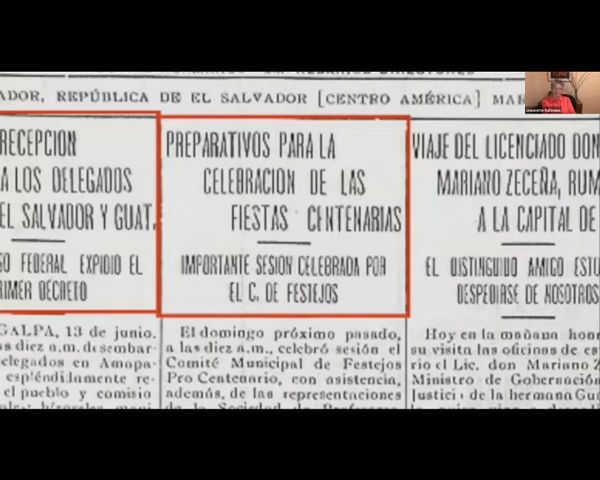 ADOR, REPÚBLICA DE EL SALVADOR [CENTRO AMÉRICA] MAR
RECEPCION
A LOS DELEGADOS
EL SALVADOR Y GUAT.
SO FEDERAL EXPIDIO EL
RIMER DECRETO
GALPA, 13 de junio.
as diez a.m. desembar
elegados en Amapa-
espléndidamente re-
el pueblo y comisio
PREPARATIVOS PARA LA
CELEBRACION DE LAS
FIESTAS CENTENARIAS
IMPORTANTE SESION CELEBRADA POR
EL C. DE FESTEJOS
El domingo próximo pasado,
a las diez a.m., celebró sesión el
Comité Municipal de Festejos
Pro Centenario, con asistencia,
además, de las representaciones
VIAJE DEL LICENCIADO DON
MARIANO ZECEÑA, RUM
A LA CAPITAL DE
EL DISTINGUIDO AMIGO ESTU
DESPEDIRSE DE NOSOTROS
Hoy en la mañana hon
su visita las oficinas de es
rio el Lic. don Mariano Z
Ministro de Gobernación
Justici de la hermana Gu